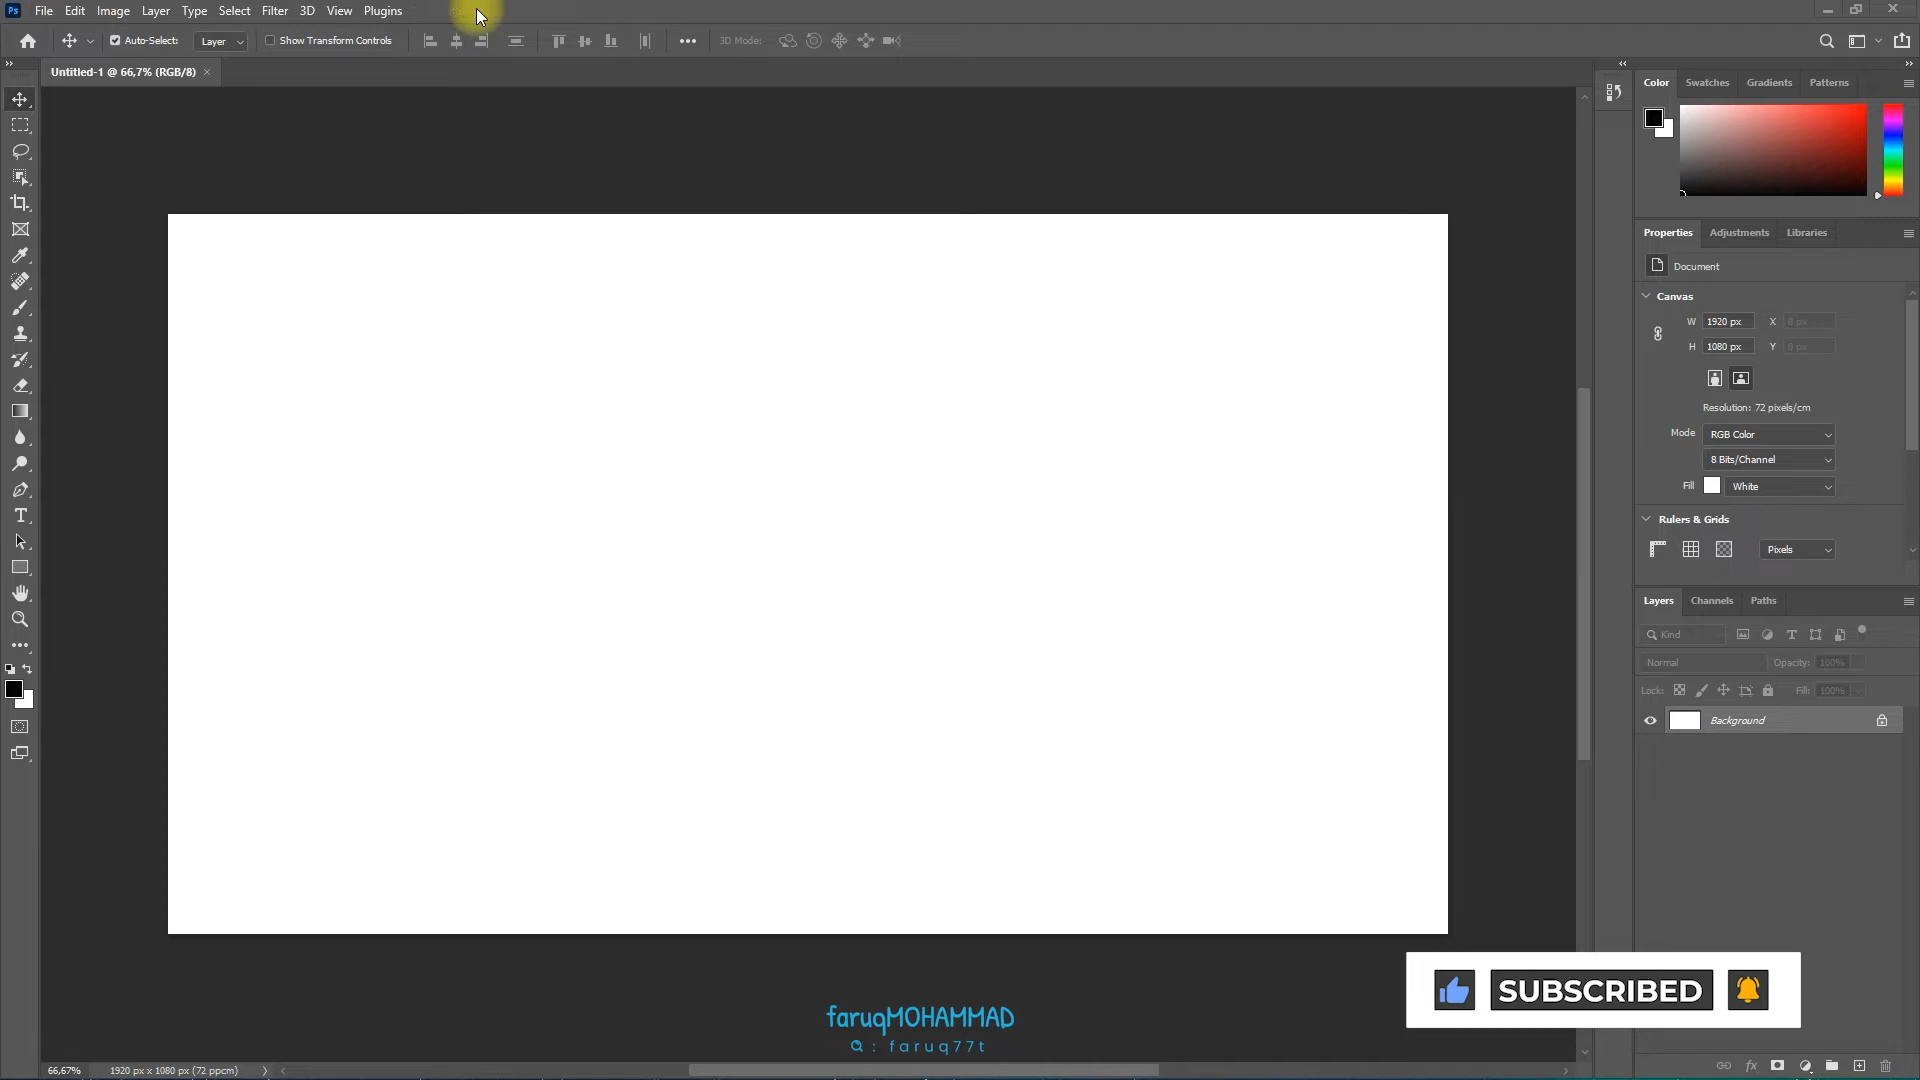 Ps File Edit Image Layer Type Select Filter 3D View Plugins
Auto-Select: Layer Show Transform Controls 3D Mode:
Untitled-1 @ 66,7% (RGB/8)
Color Swatches Gradients Patterns
Properties Adjustments Libraries
Document
Canvas
W 1920 px X 0 px
H 1080 px Y 0 px
Resolution: 72 pixels/cm
Mode RGB Color
8 Bits/Channel
Fill White
Rulers & Grids
Pixels
Layers Channels Paths
Kind
Normal Opacity: 100%
Lock: Fill: 100%
Background
SUBSCRIBED
faruqMOHAMMAD
: faruq77t
66,67% 1920 px x 1080 px (72 ppcm)